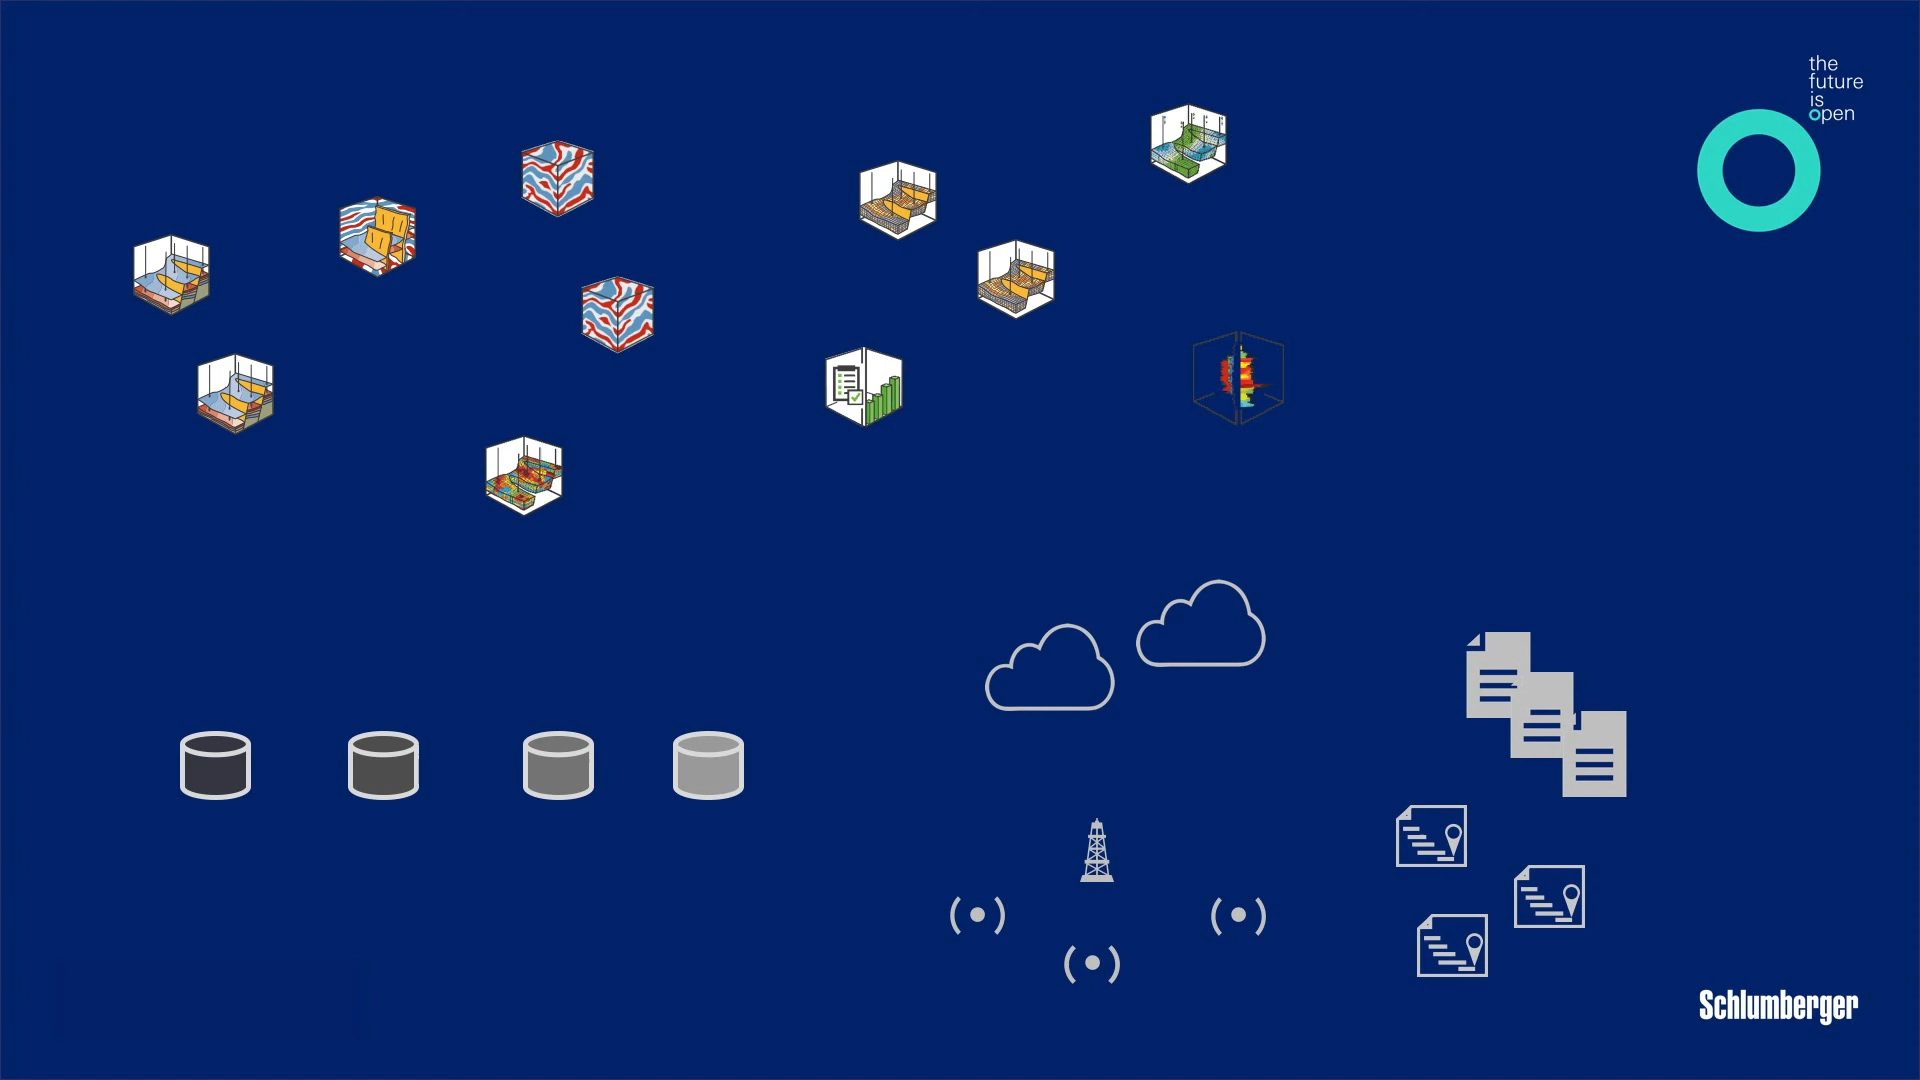 the
future
is
open
Schlumberger